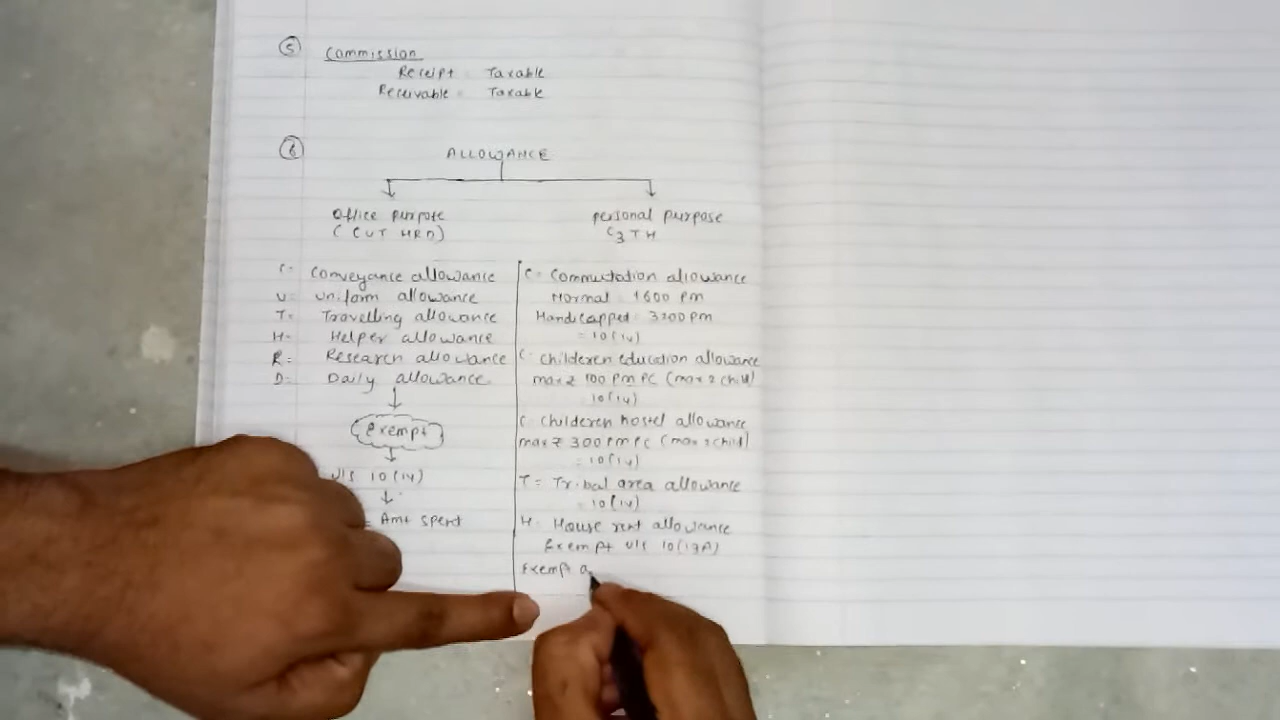 (5) Commission
Receipt = Taxable
Receivable = Taxable
(6) ALLOWANCE
Office purpose
(CUT HRD)
C= Conveyance allowance
U= uniform allowance
T= Travelling allowance
H= Helper allowance
R= Research allowance
D= Daily allowance
Exempt
U/S 10(14)
= Amt spent
personal purpose
C3TH
C= Commutation allowance
Normal = 1600 pm
Handicapped = 3200 pm
= 10(14)
C= childeren education allowance
max ₹ 100 PM PC (max 2 child)
10(14)
C= childeren hostel allowance
max ₹ 300 PM PC (max 2 child)
= 10(14)
T= Tribal area allowance
= 10(14)
H= House rent allowance
Exempt U/S 10(13A)
Exempt a